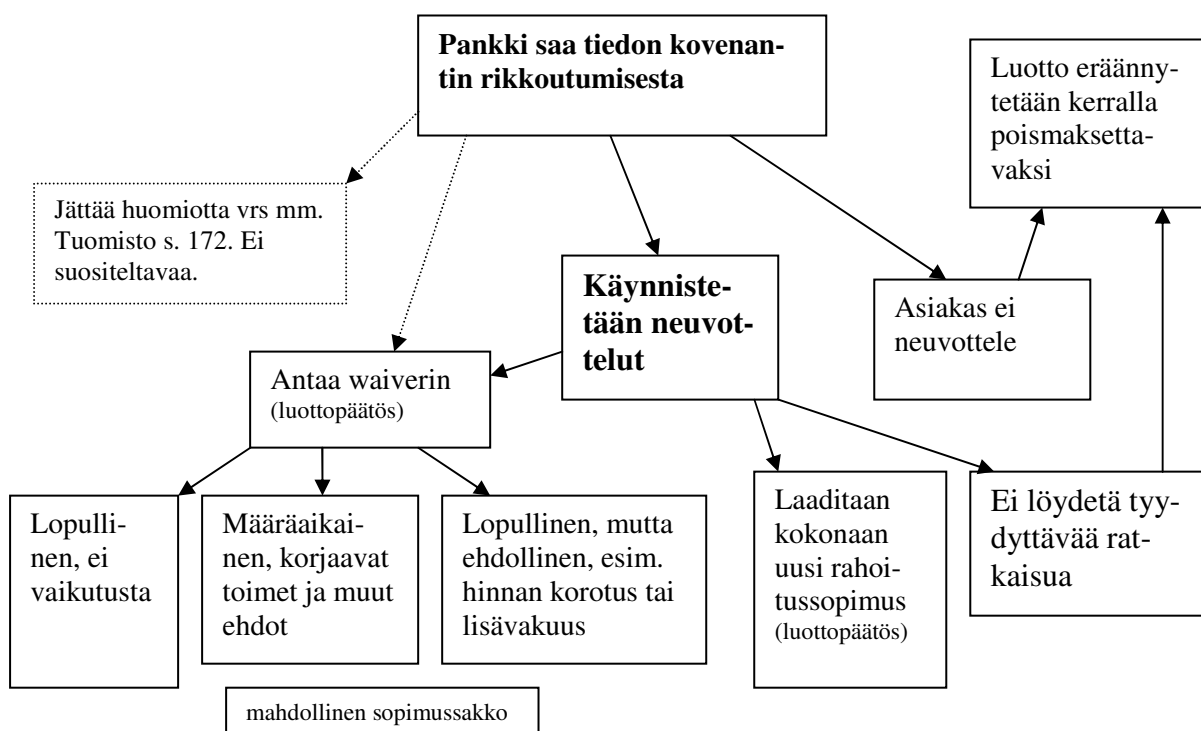 Pankki saa tiedon kovenan-
tin rikkoutumisesta
Luotto eräänny-
tetään kerralla
poismaksetta-
vaksi
Jättää huomiotta vrs mm.
Tuomisto s. 172. Ei
suositeltavaa.
Käynniste-
tään neuvot-
telut
Asiakas ei
neuvottele
Antaa waiverin
(luottopäätös)
Lopulli-
nen, ei
vaikutusta
Määräaikai-
nen, korjaavat
toimet ja muut
ehdot
Lopullinen, mutta
ehdollinen, esim.
hinnan korotus tai
lisävakuus
Laaditaan
kokonaan
uusi rahoi-
tussopimus
(luottopäätös)
Ei löydetä tyy-
dyttävää rat-
kaisua
mahdollinen sopimussakko